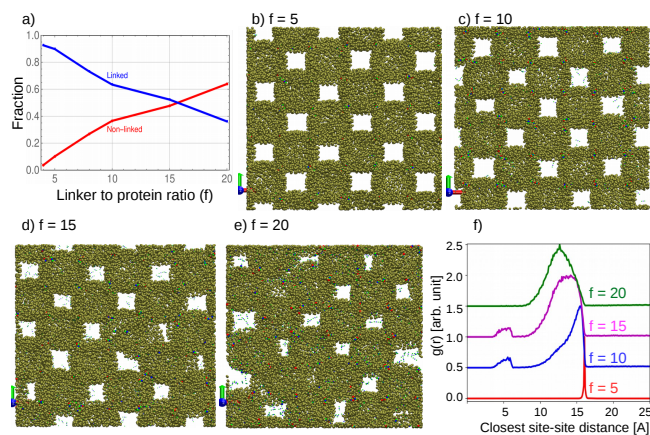 a)
1.0
0.8
0.6
0.4
0.2
0.0
Fraction
Linked
Non–linked
5
10
15
20
Linker to protein ratio (f)
b) f = 5
c) f = 10
d) f = 15
e) f = 20
f)
2.5
2.0
1.5
1.0
0.5
0.0
g(r) [arb. unit]
f = 20
f = 15
f = 10
f = 5
5
10
15
20
25
Closest site-site distance [A]